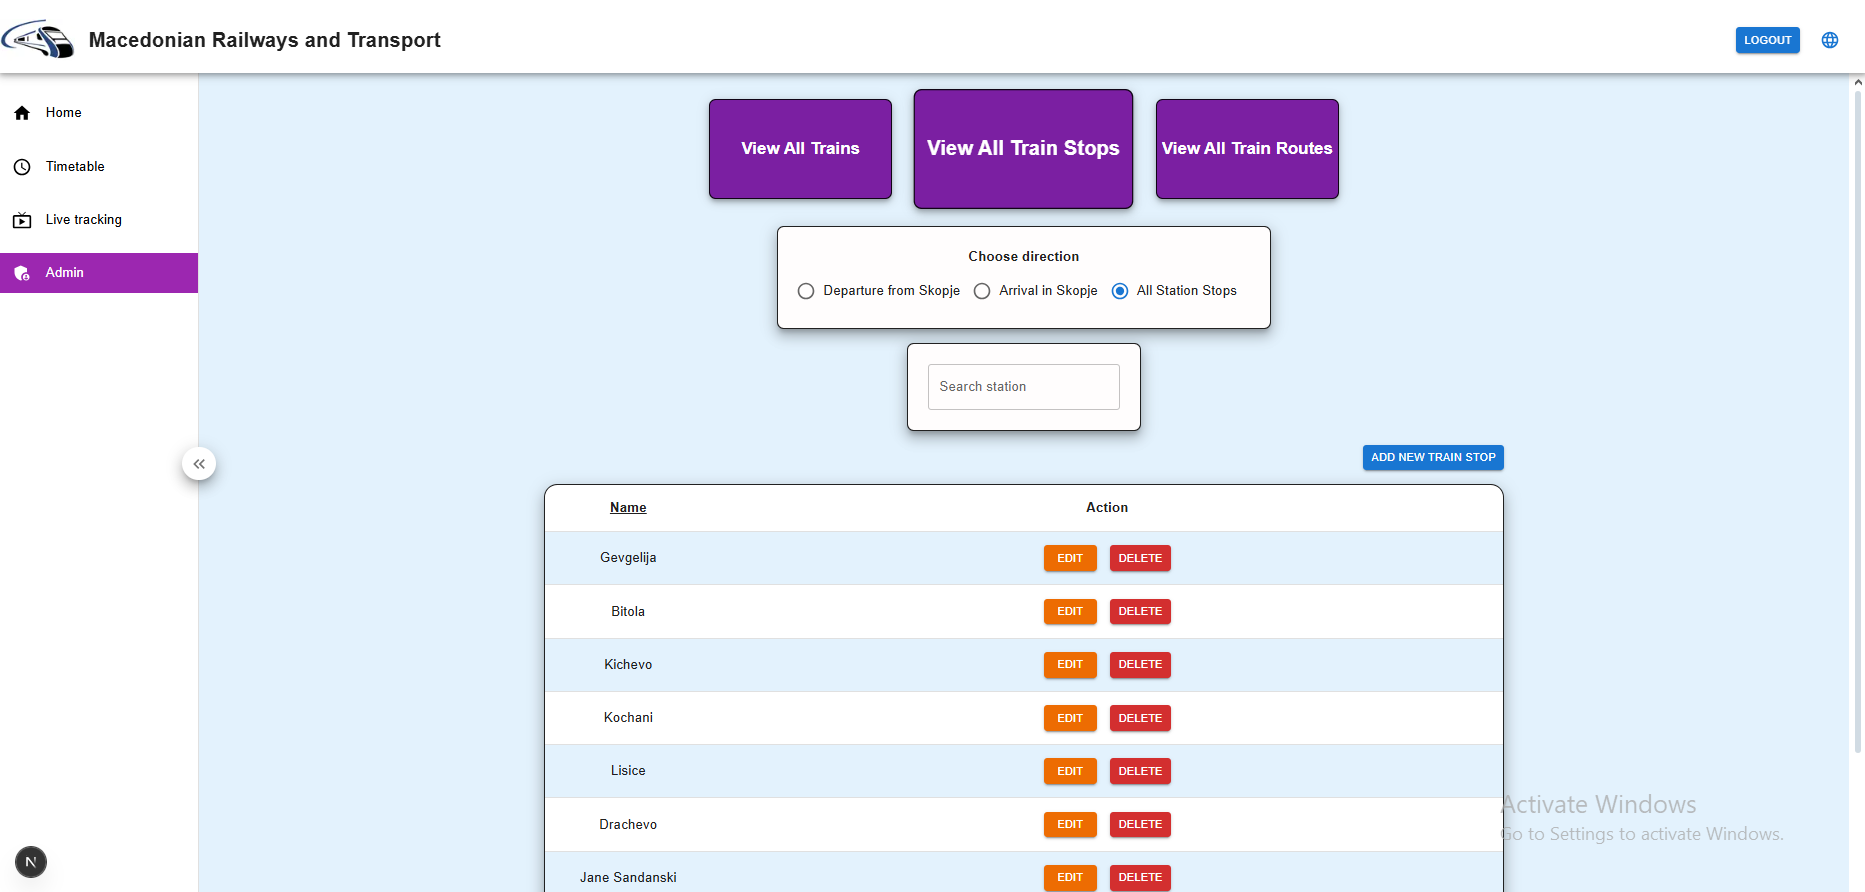 Macedonian Railways and Transport
LOGOUT
Home
Timetable
Live tracking
Admin
View All Trains
View All Train Stops
View All Train Routes
Choose direction
Departure from Skopje
Arrival in Skopje
All Station Stops
Search station
ADD NEW TRAIN STOP
Name Action
Gevgelija EDIT DELETE
Bitola EDIT DELETE
Kichevo EDIT DELETE
Kochani EDIT DELETE
Lisice EDIT DELETE
Drachevo EDIT DELETE
Jane Sandanski EDIT DELETE
Activate Windows
Go to Settings to activate Windows.
N